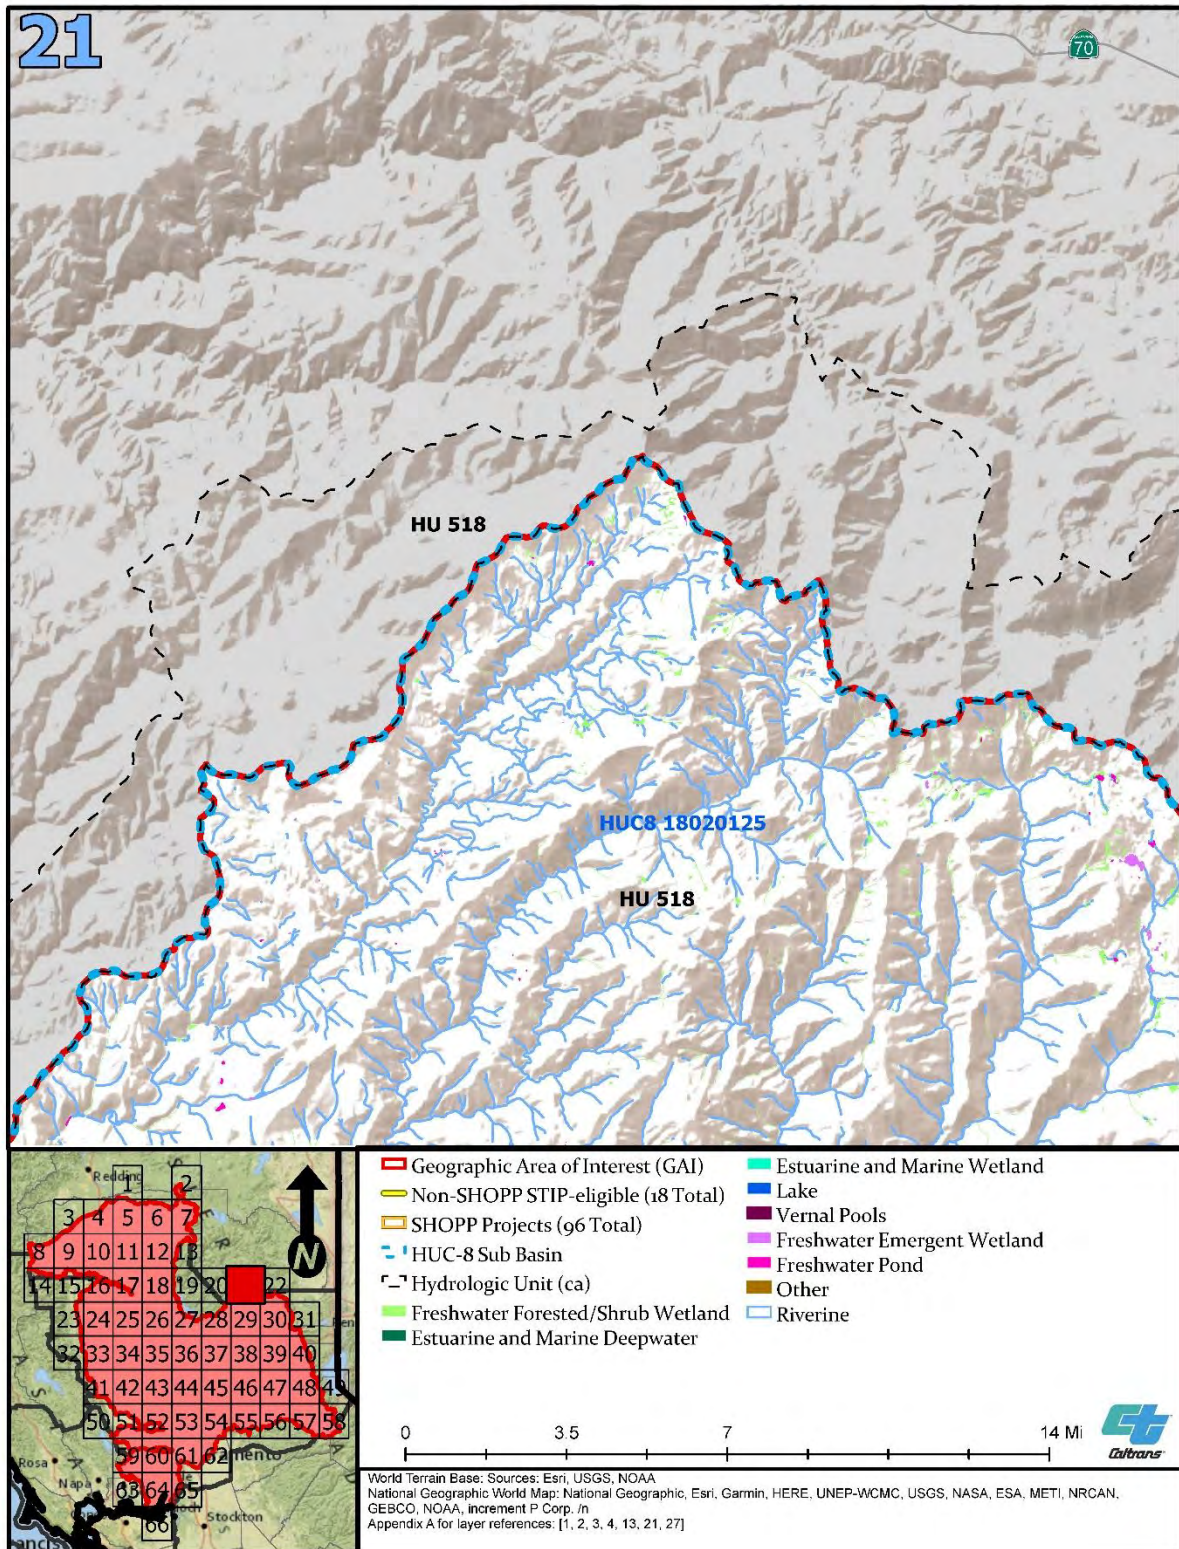 21
70
HU 518
HUC8 18020125
HU 518
Redding
1 2
3 4 5 6 7
8 9 10 11 12 13
14 15 16 17 18 19 20 22
23 24 25 26 27 28 29 30 31
32 33 34 35 36 37 38 39 40
41 42 43 44 45 46 47 48 49
50 51 52 53 54 55 56 57 58
59 60 61 62
Rosa
Napa
63 64 65
Stockton
66
N
Geographic Area of Interest (GAI)
Non-SHOPP STIP-eligible (18 Total)
SHOPP Projects (96 Total)
HUC-8 Sub Basin
Hydrologic Unit (ca)
Freshwater Forested/Shrub Wetland
Estuarine and Marine Deepwater
Estuarine and Marine Wetland
Lake
Vernal Pools
Freshwater Emergent Wetland
Freshwater Pond
Other
Riverine
0 3.5 7 14 Mi
Caltrans
World Terrain Base: Sources: Esri, USGS, NOAA
National Geographic World Map: National Geographic, Esri, Garmin, HERE, UNEP-WCMC, USGS, NASA, ESA, METI, NRCAN,
GEBCO, NOAA, increment P Corp. /n
Appendix A for layer references: [1, 2, 3, 4, 13, 21, 27]